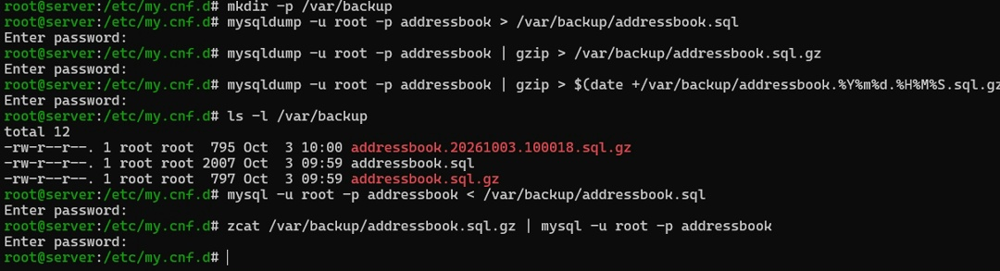 root@server:/etc/my.cnf.d# mkdir -p /var/backup
root@server:/etc/my.cnf.d# mysqldump -u root -p addressbook > /var/backup/addressbook.sql
Enter password:
root@server:/etc/my.cnf.d# mysqldump -u root -p addressbook | gzip > /var/backup/addressbook.sql.gz
Enter password:
root@server:/etc/my.cnf.d# mysqldump -u root -p addressbook | gzip > $(date +/var/backup/addressbook.%Y%m%d.%H%M%S.sql.gz
Enter password:
root@server:/etc/my.cnf.d# ls -l /var/backup
total 12
-rw-r--r--. 1 root root  795 Oct  3 10:00 addressbook.20261003.100018.sql.gz
-rw-r--r--. 1 root root 2007 Oct  3 09:59 addressbook.sql
-rw-r--r--. 1 root root  797 Oct  3 09:59 addressbook.sql.gz
root@server:/etc/my.cnf.d# mysql -u root -p addressbook < /var/backup/addressbook.sql
Enter password:
root@server:/etc/my.cnf.d# zcat /var/backup/addressbook.sql.gz | mysql -u root -p addressbook
Enter password:
root@server:/etc/my.cnf.d#